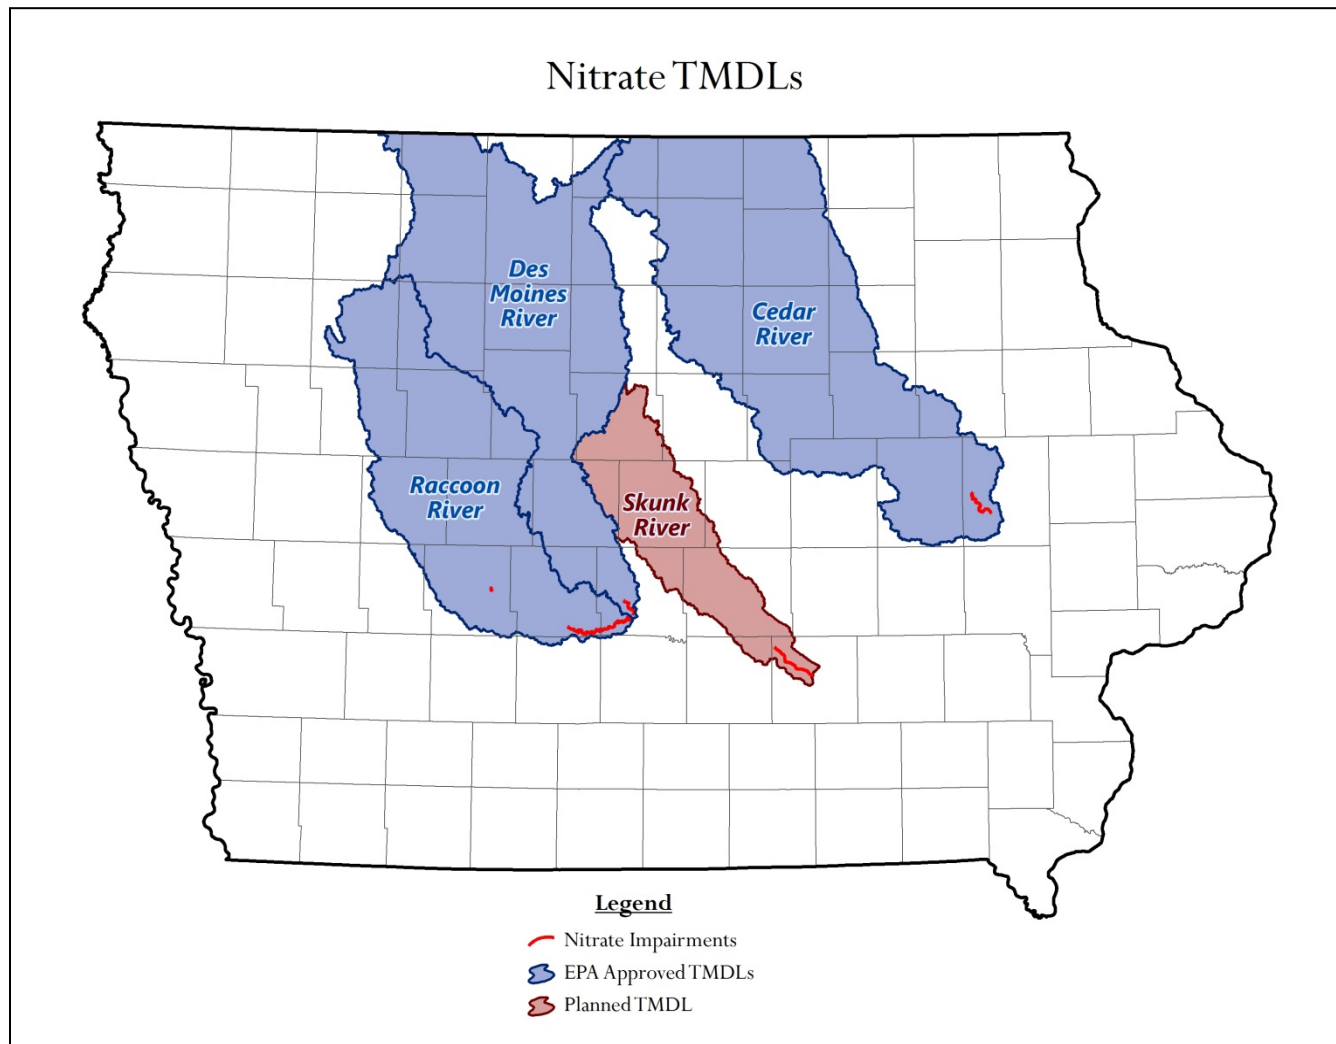 Nitrate TMDLs
Des
Moines
River
Cedar
River
Raccoon
River
Skunk
River
Legend
Nitrate Impairments
EPA Approved TMDLs
Planned TMDL